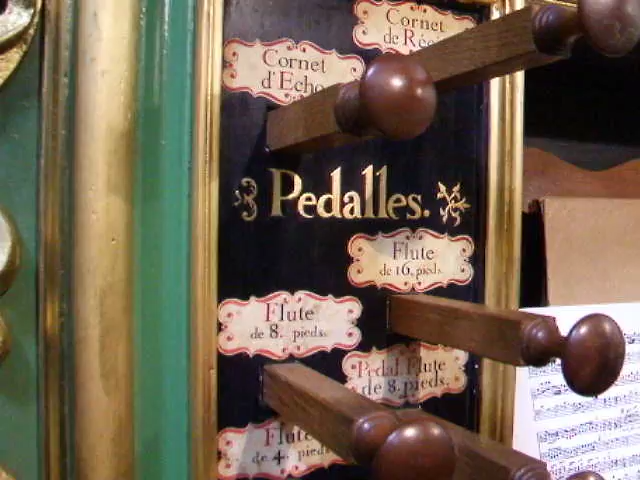 Cornet
de Réci
Cornet
d'Echo
Pedalles.
Flute
de 16. pieds.
Flute
de 8. pieds.
Pedal. Flute
de 8. pieds.
Flute
de 4. pieds